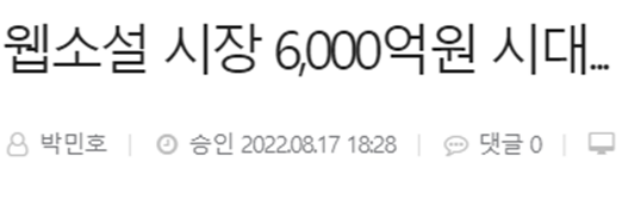 웹소설 시장 6,000억원 시대...
박민호 승인 2022.08.17 18:28 댓글 0